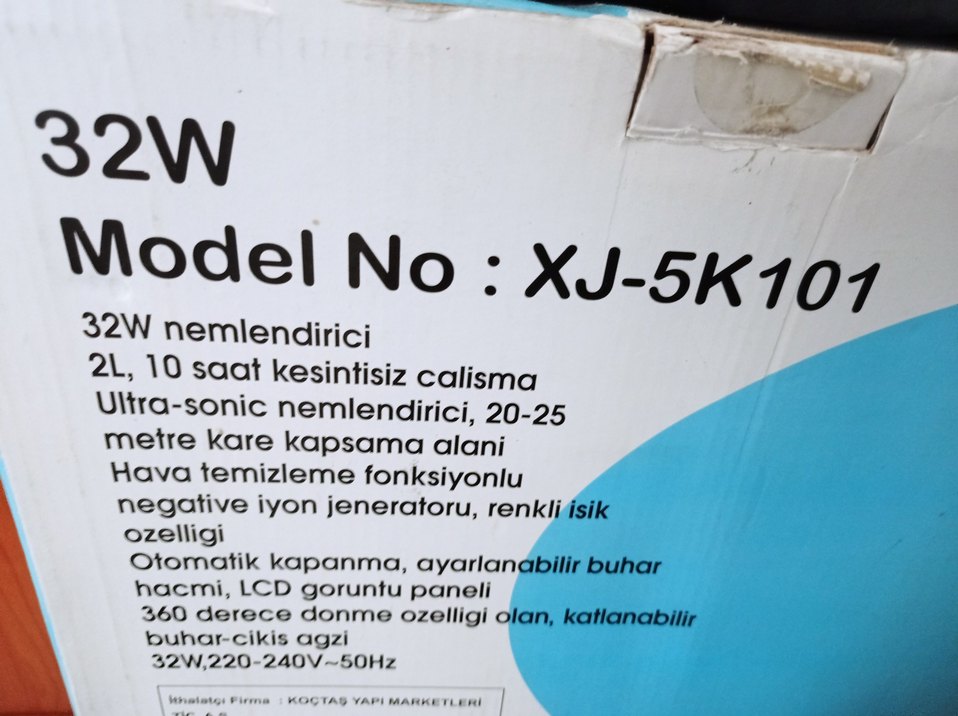 32W
Model No : XJ-5K101
32W nemlendirici
2L, 10 saat kesintisiz calisma
Ultra-sonic nemlendirici, 20-25
metre kare kapsama alani
Hava temizleme fonksiyonlu
negative iyon jeneratoru, renkli isik
ozelligi
Otomatik kapanma, ayarlanabilir buhar
hacmi, LCD goruntu paneli
360 derece donme ozelligi olan, katlanabilir
buhar-cikis agzi
32W,220-240V~50Hz
İthalatçı Firma : KOÇTAŞ YAPI MARKETLERİ
TİC. A.S.